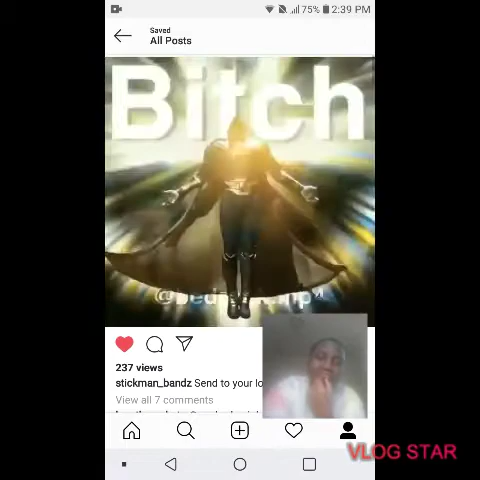 75% 2:39 PM
Saved
All Posts
Bitch
237 views
stickman_bandz Send to your lo
View all 7 comments
VLOG STAR